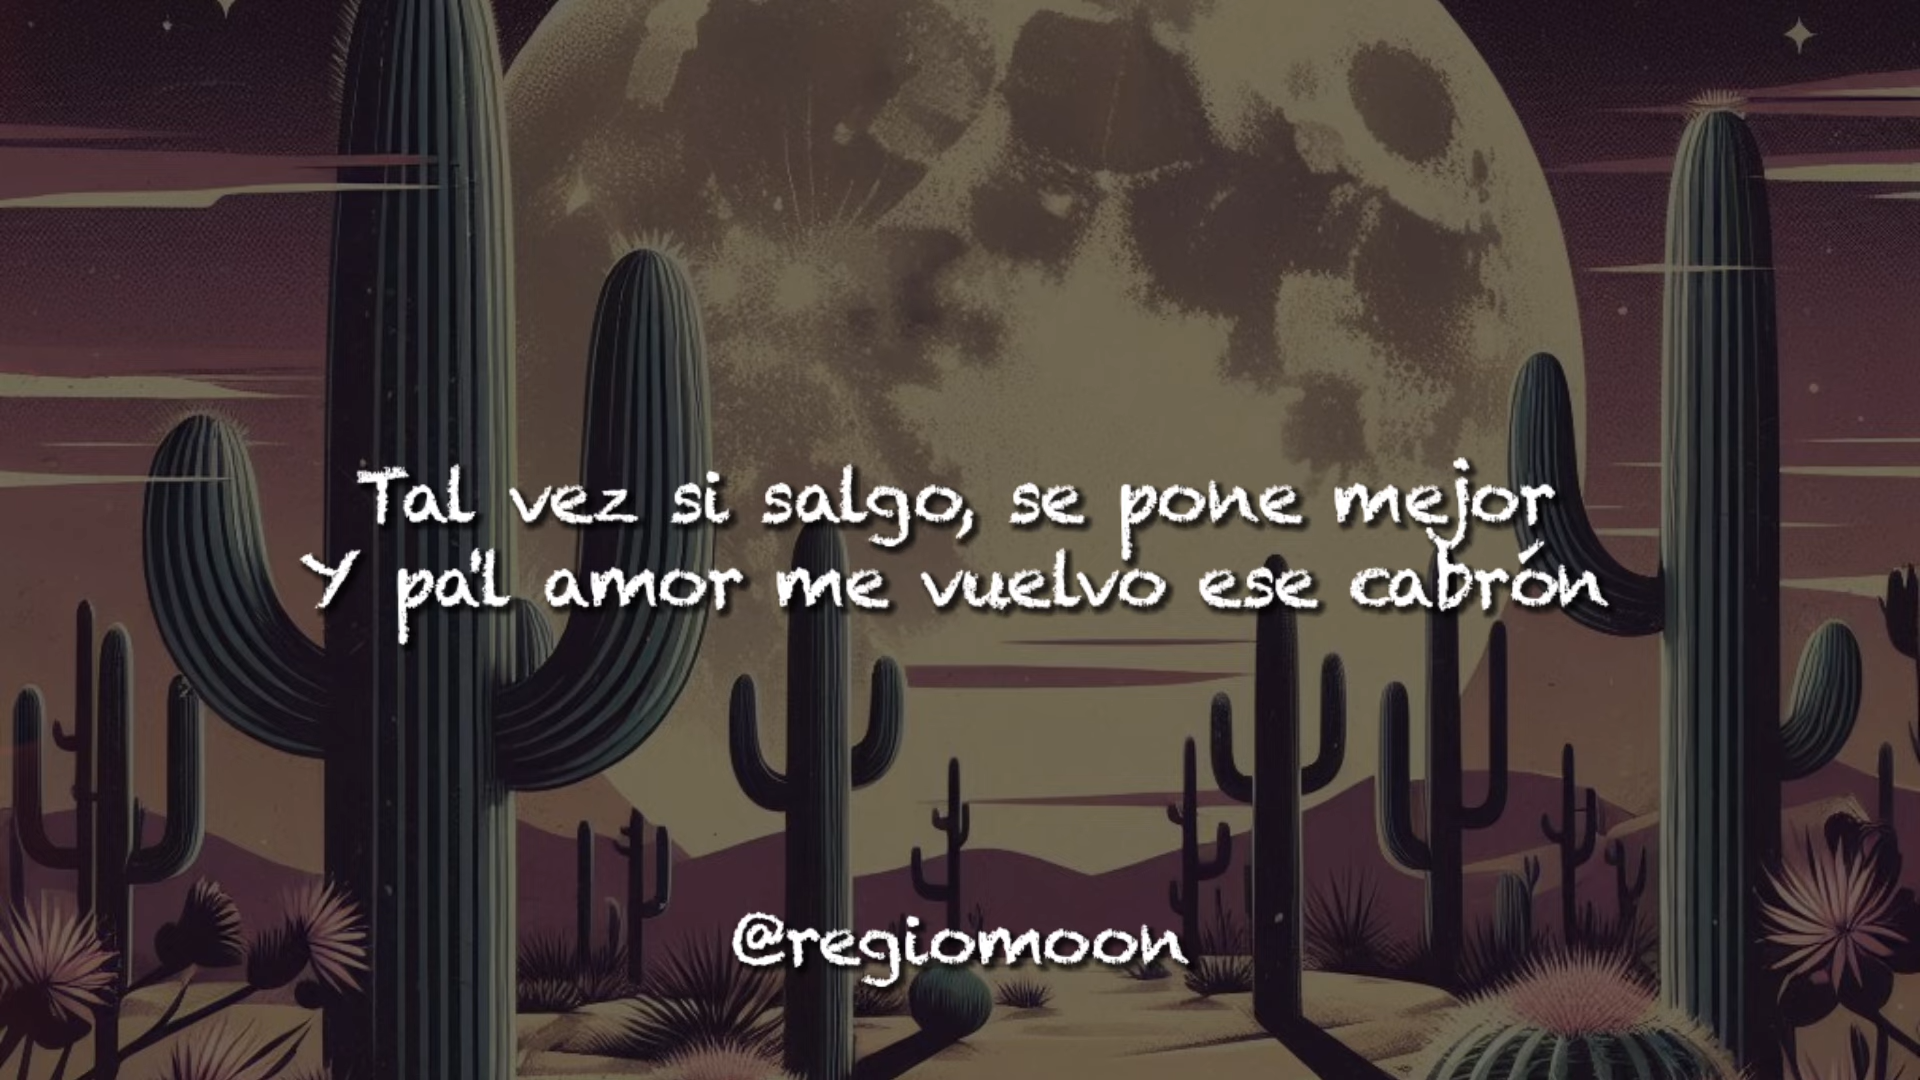 Tal vez si salgo, se pone mejor
Y pa'l amor me vuelvo ese cabrón
@regiomoon